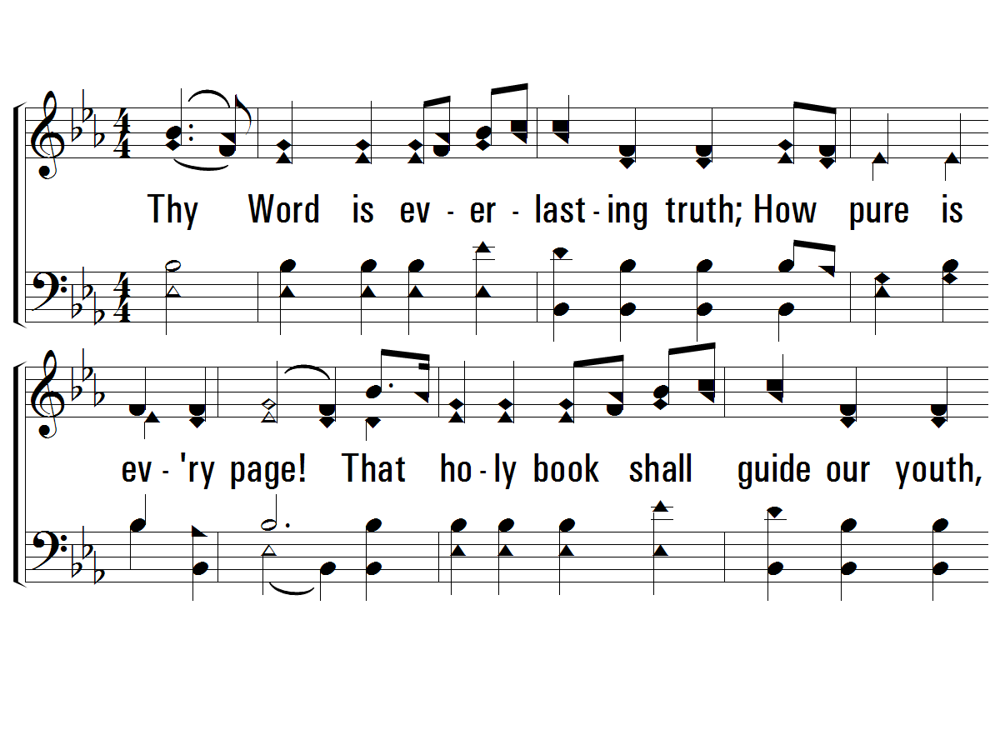 Thy Word is ev - er - last - ing truth; How pure is
ev - 'ry page! That ho - ly book shall guide our youth,